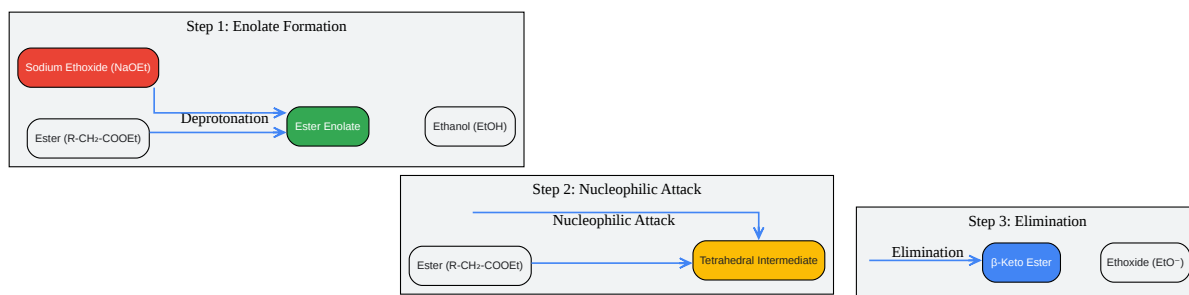 Step 1: Enolate Formation
Sodium Ethoxide (NaOEt)
Deprotonation
Ester (R-CH₂-COOEt)
Ester Enolate
Ethanol (EtOH)
Step 2: Nucleophilic Attack
Nucleophilic Attack
Ester (R-CH₂-COOEt)
Tetrahedral Intermediate
Step 3: Elimination
Elimination
β-Keto Ester
Ethoxide (EtO⁻)